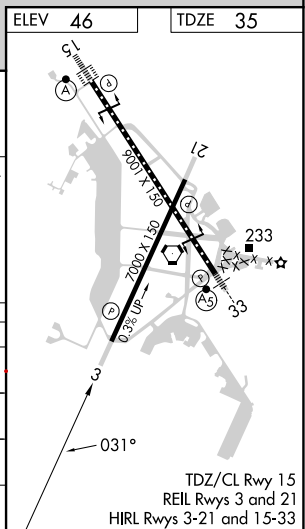 ELEV 46
TDZE 35
15
A
P
9001 X 150
21
P
7000 X 150
233
X X X X X
P
0.3% UP
P
A5
33
3
031°
TDZ/CL Rwy 15
REIL Rwys 3 and 21
HIRL Rwys 3-21 and 15-33